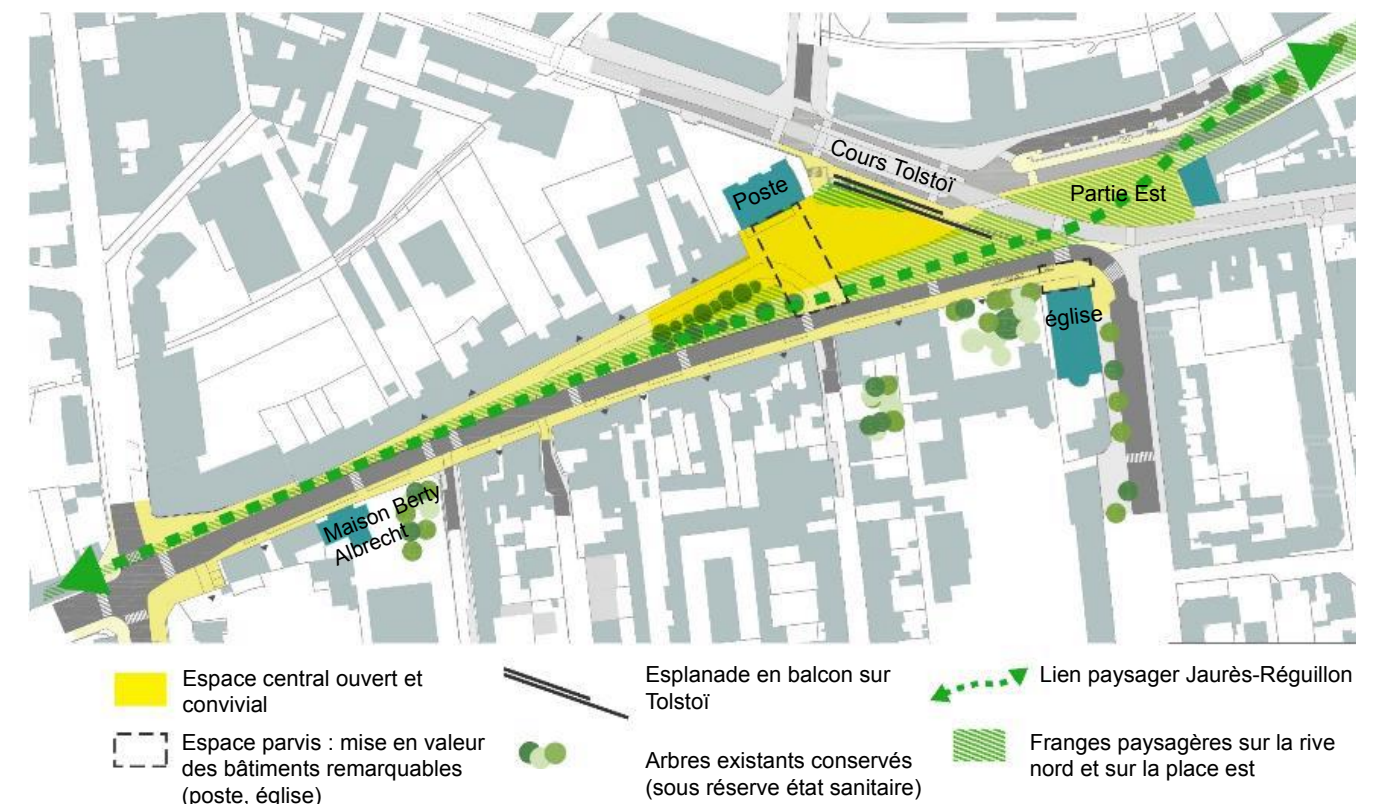 Cours Tolstoï
Poste
Partie Est
église
Maison Berty
Albrecht
Espace central ouvert et
convivial
Espace parvis : mise en valeur
des bâtiments remarquables
(poste, église)
Esplanade en balcon sur
Tolstoï
Arbres existants conservés
(sous réserve état sanitaire)
Lien paysager Jaurès-Réguillon
Franges paysagères sur la rive
nord et sur la place est